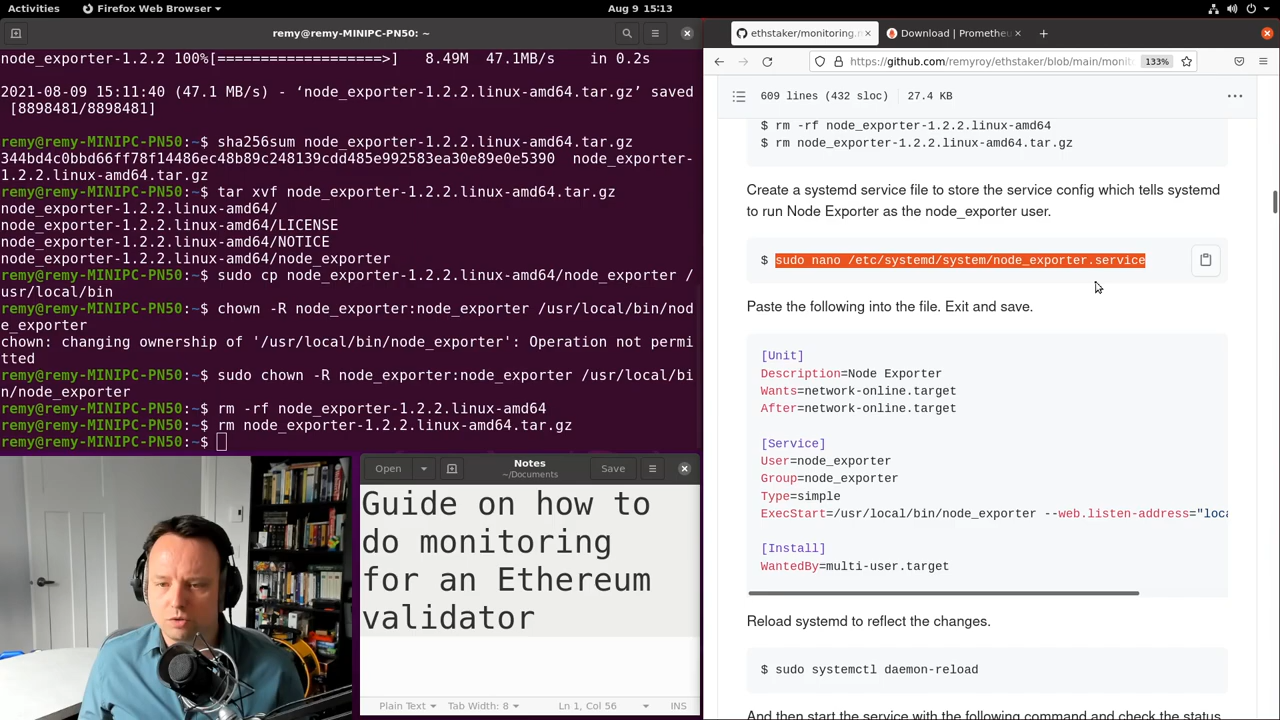 Activities
Firefox Web Browser
Aug 9 15:13
remy@remy-MINIPC-PN50: ~
node_exporter-1.2.2 100%[===================>] 8.49M 47.1MB/s in 0.2s
2021-08-09 15:11:40 (47.1 MB/s) - ‘node_exporter-1.2.2.linux-amd64.tar.gz’ saved
[8898481/8898481]
remy@remy-MINIPC-PN50:~$ sha256sum node_exporter-1.2.2.linux-amd64.tar.gz
344bd4c0bbd66ff78f14486ec48b89c248139cdd485e992583ea30e89e0e5390 node_exporter-
1.2.2.linux-amd64.tar.gz
remy@remy-MINIPC-PN50:~$ tar xvf node_exporter-1.2.2.linux-amd64.tar.gz
node_exporter-1.2.2.linux-amd64/
node_exporter-1.2.2.linux-amd64/LICENSE
node_exporter-1.2.2.linux-amd64/NOTICE
node_exporter-1.2.2.linux-amd64/node_exporter
remy@remy-MINIPC-PN50:~$ sudo cp node_exporter-1.2.2.linux-amd64/node_exporter /
usr/local/bin
remy@remy-MINIPC-PN50:~$ chown -R node_exporter:node_exporter /usr/local/bin/nod
e_exporter
chown: changing ownership of '/usr/local/bin/node_exporter': Operation not permi
tted
remy@remy-MINIPC-PN50:~$ sudo chown -R node_exporter:node_exporter /usr/local/bi
n/node_exporter
remy@remy-MINIPC-PN50:~$ rm -rf node_exporter-1.2.2.linux-amd64
remy@remy-MINIPC-PN50:~$ rm node_exporter-1.2.2.linux-amd64.tar.gz
remy@remy-MINIPC-PN50:~$
Open
Notes
~/Documents
Save
Guide on how to
do monitoring
for an Ethereum
validator
Plain Text
Tab Width: 8
Ln 1, Col 56
INS
ethstaker/monitoring.m
Download | Prometheu
https://github.com/remyroy/ethstaker/blob/main/monit
133%
609 lines (432 sloc)
27.4 KB
$ rm -rf node_exporter-1.2.2.linux-amd64
$ rm node_exporter-1.2.2.linux-amd64.tar.gz
Create a systemd service file to store the service config which tells systemd
to run Node Exporter as the node_exporter user.
$ sudo nano /etc/systemd/system/node_exporter.service
Paste the following into the file. Exit and save.
[Unit]
Description=Node Exporter
Wants=network-online.target
After=network-online.target
[Service]
User=node_exporter
Group=node_exporter
Type=simple
ExecStart=/usr/local/bin/node_exporter --web.listen-address="loca
[Install]
WantedBy=multi-user.target
Reload systemd to reflect the changes.
$ sudo systemctl daemon-reload
And then start the service with the following command and check the status